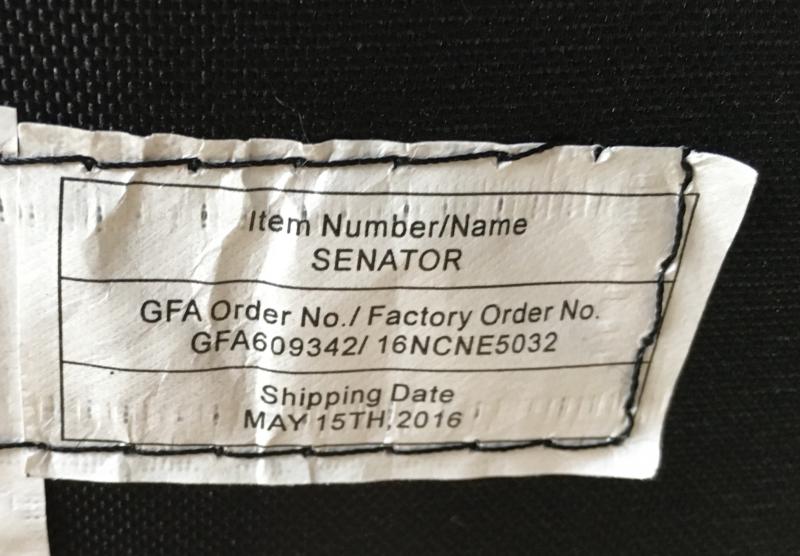 Item Number/Name
SENATOR
GFA Order No./ Factory Order No.
GFA609342/ 16NCNE5032
Shipping Date
MAY 15TH,2016